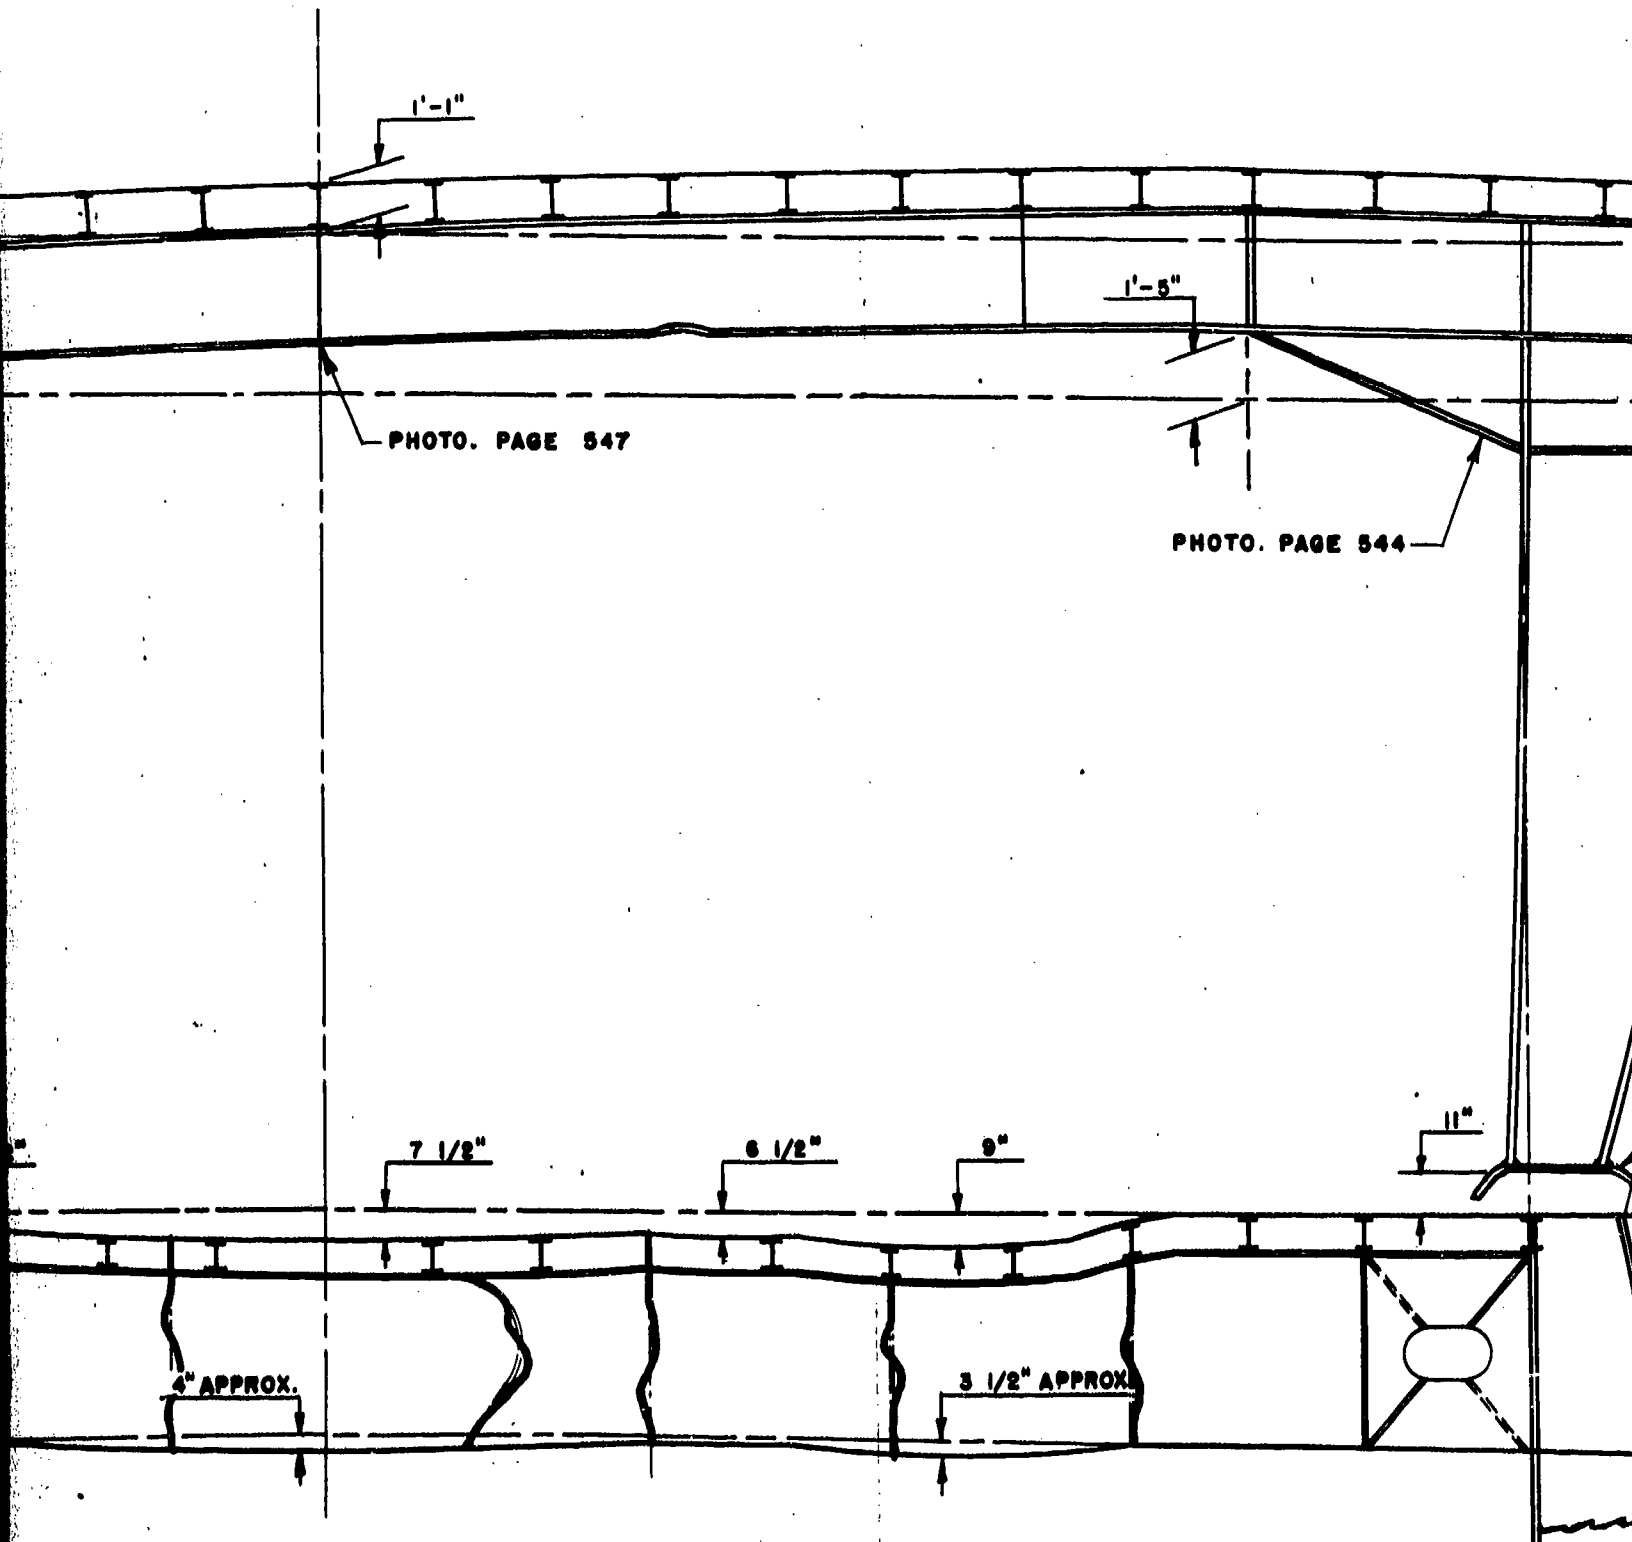 1'-1"
1'-5"
PHOTO. PAGE 547
PHOTO. PAGE 544
11"
7 1/2"
6 1/2"
9"
4" APPROX.
3 1/2" APPROX.